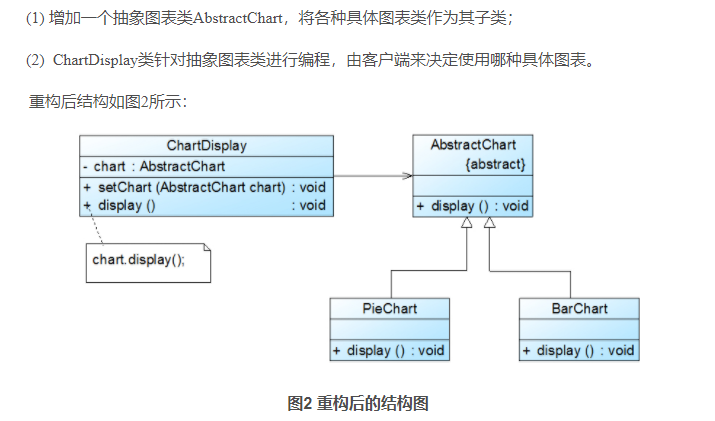 (1) 增加一个抽象图表类AbstractChart，将各种具体图表类作为其子类；
(2) ChartDisplay类针对抽象图表类进行编程，由客户端来决定使用哪种具体图表。
重构后结构如图2所示：
ChartDisplay
- chart : AbstractChart
+ setChart (AbstractChart chart) : void
+ display () : void
AbstractChart
{abstract}
+ display () : void
chart.display();
PieChart
+ display () : void
BarChart
+ display () : void
图2 重构后的结构图